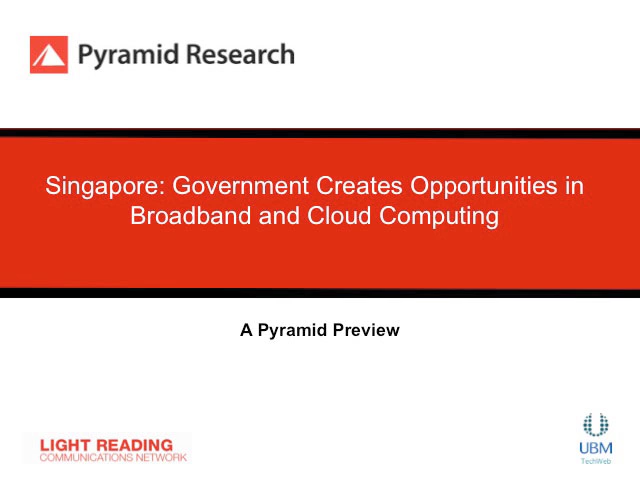 Pyramid Research
Singapore: Government Creates Opportunities in
Broadband and Cloud Computing
A Pyramid Preview
LIGHT READING
COMMUNICATIONS NETWORK
UBM
TechWeb